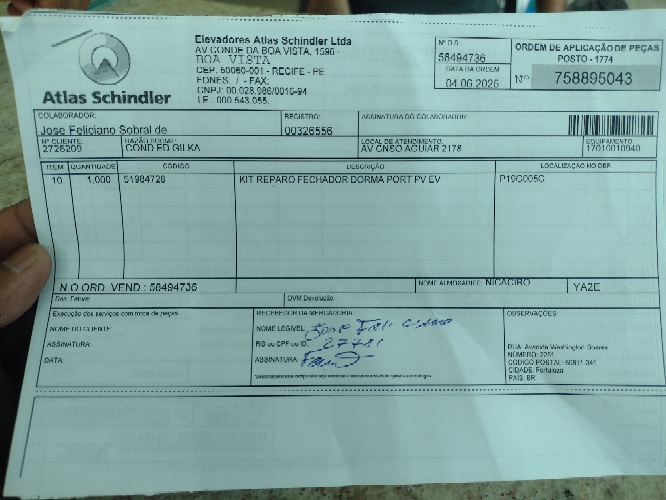 Elevadores Atlas Schindler Ltda
AV CONDE DA BOA VISTA, 1596 -
BOA VISTA
CEP. 50060-001 - RECIFE - PE
FONES. / - FAX:
CNPJ: 00.028.986/0016-94
I.E. 000.543.055.
Atlas Schindler
Nº O.S
58494736
DATA DA ORDEM
04.06.2025
ORDEM DE APLICAÇÃO DE PEÇAS
POSTO - 1774
Nº 758895043
COLABORADOR:
Jose Feliciano Sobral de
REGISTRO:
00326556
ASSINATURA DO COLABORADOR:
Nº CLIENTE:
2726209
RAZÃO SOCIAL:
COND ED GILKA
LOCAL DE ATENDIMENTO:
AV CNSO AGUIAR 2178
EQUIPAMENTO:
17010010940
ITEM QUANTIDADE CÓDIGO DESCRIÇÃO LOCALIZAÇÃO NO DEP.
10 1,000 51984728 KIT REPARO FECHADOR DORMA PORT PV EV P19G005C
N.O ORD. VEND.: 58494736
NOME ALMOXARIFE: NICACIRO YA2E
Doc. Fatura:
OVM Devolução:
Execução dos serviços com troca de peças
NOME DO CLIENTE:
ASSINATURA:
DATA:
RECEBEDOR DA MERCADORIA
NOME LEGÍVEL:
RG ou CPF ou ID:
ASSINATURA
OBSERVAÇÕES:
RUA: Avenida Washington Soares
NÚMERO: 2251
CÓDIGO POSTAL: 60811-341
CIDADE: Fortaleza
PAÍS: BR